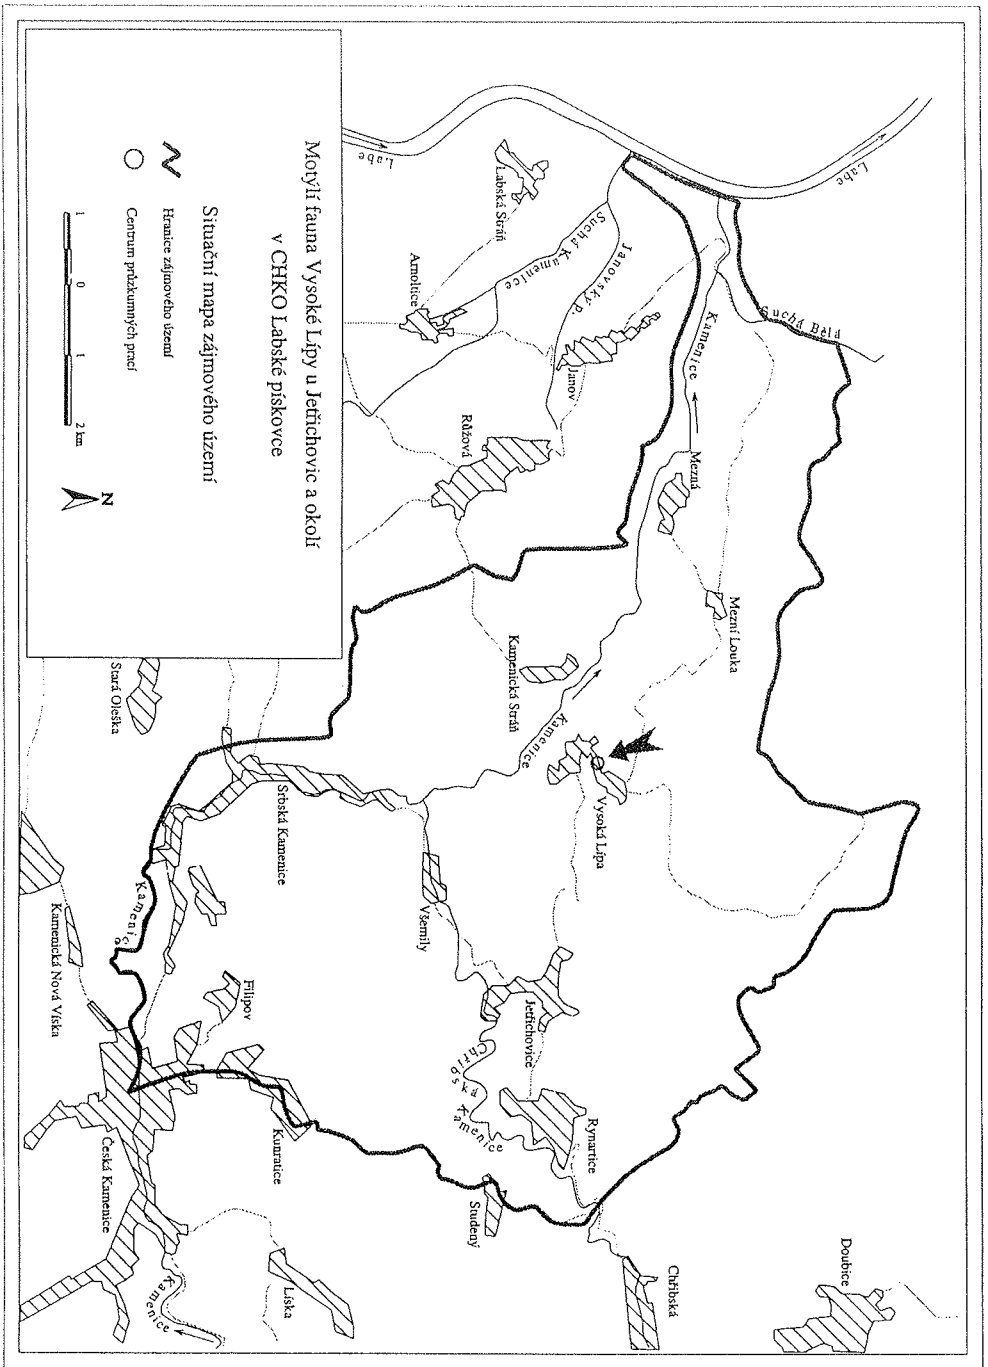 Motýlí fauna Vysoké Lípy u Jetřichovic a okolí
v CHKO Labské pískovce
Situační mapa zájmového území
Hranice zájmového území
Centrum průzkumných prací
1 0 1 2 km
N
Labe
Labe
Labská Stráň
Suchá Kamenice
Janovský P.
Arnoltice
Janov
Růžová
Kamenice
Suchá Bělá
Mezná
Mezní Louka
Kamenická Stráň
Kamenice
Vysoká Lípa
Stará Oleška
Srbská Kamenice
Všemily
Jetřichovice
Chřibská Kamenice
Rynartice
Kamenic
Kamenická Nová Víska
Filipov
Kunratice
Česká Kamenice
Studený
Líska
Kamenice
Chřibská
Doubice